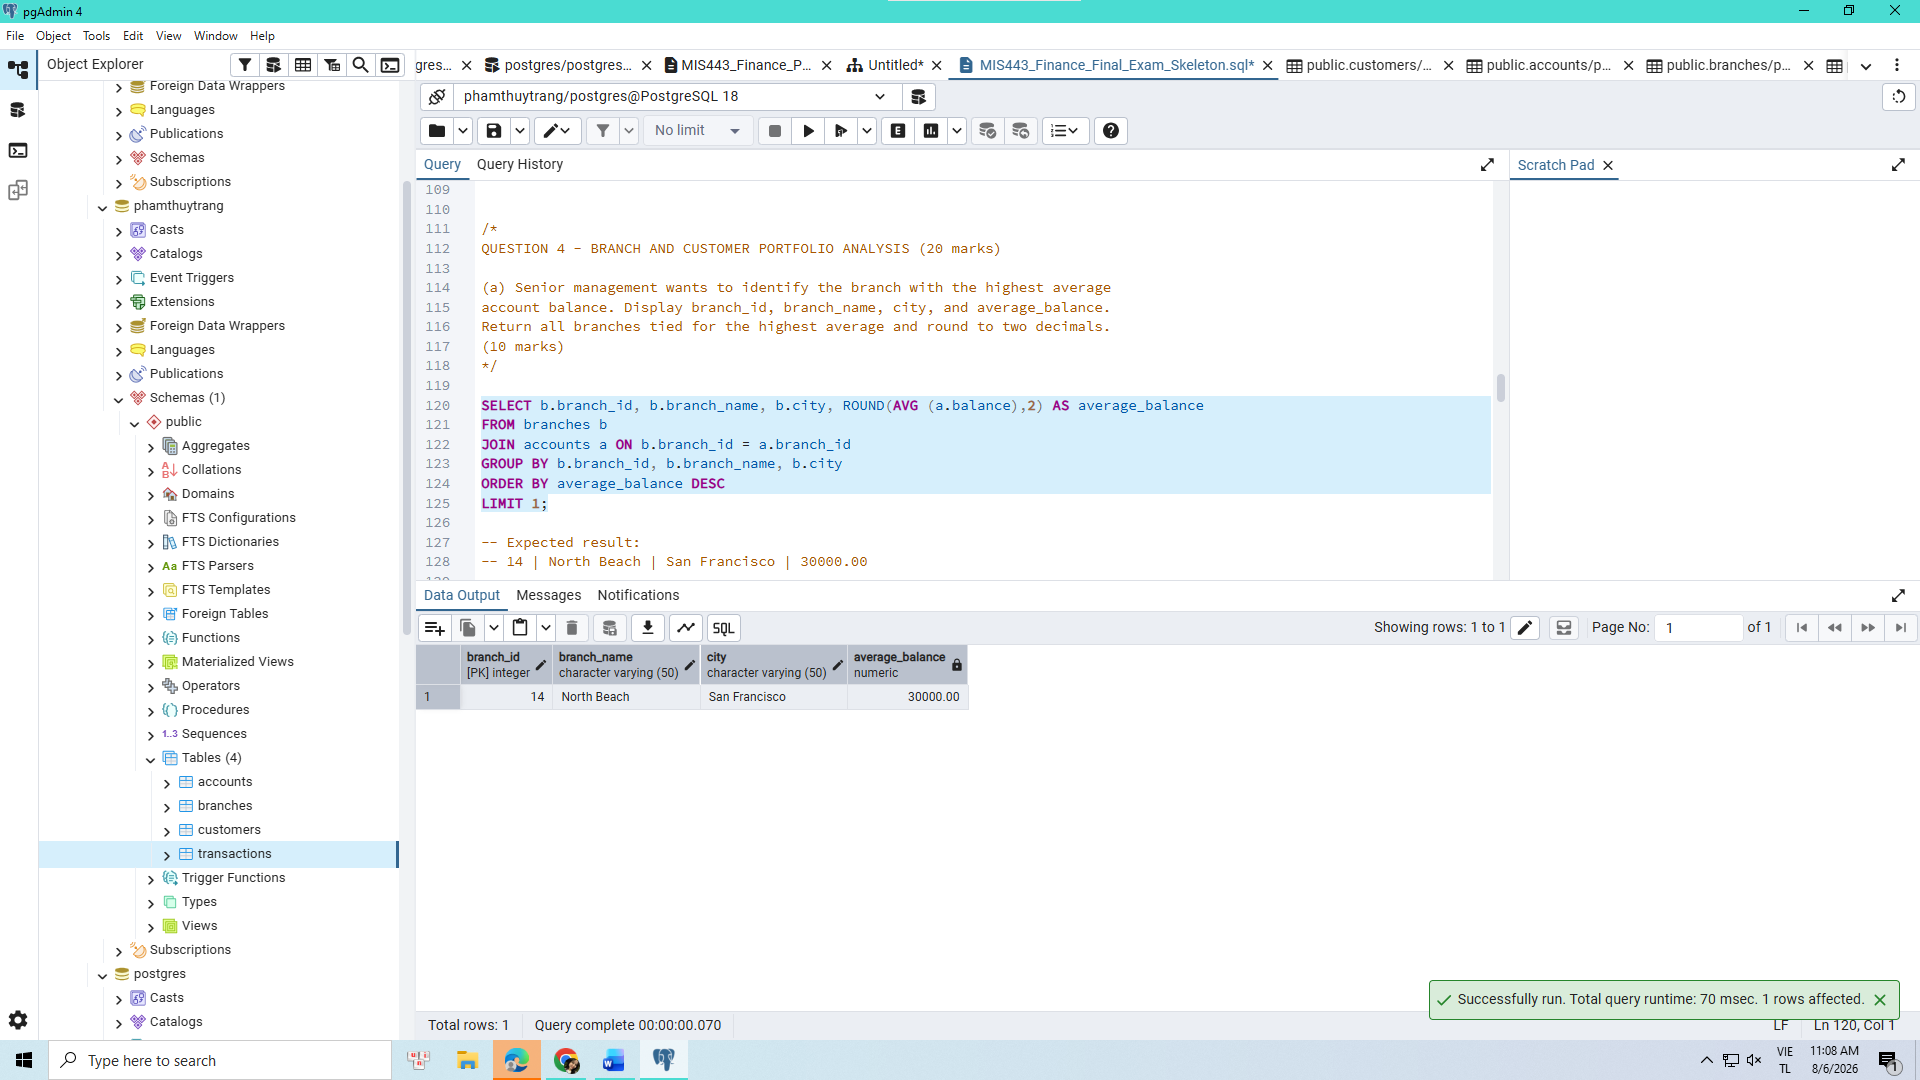 pgAdmin 4
File Object Tools Edit View Window Help
Object Explorer
gres...
postgres/postgres...
MIS443_Finance_P...
Untitled*
MIS443_Finance_Final_Exam_Skeleton.sql*
public.customers/...
public.accounts/p...
public.branches/p...
Foreign Data Wrappers
Languages
Publications
Schemas
Subscriptions
phamthuytrang
Casts
Catalogs
Event Triggers
Extensions
Foreign Data Wrappers
Languages
Publications
Schemas (1)
public
Aggregates
Collations
Domains
FTS Configurations
FTS Dictionaries
Aa FTS Parsers
FTS Templates
Foreign Tables
Functions
Materialized Views
Operators
Procedures
1..3 Sequences
Tables (4)
accounts
branches
customers
transactions
Trigger Functions
Types
Views
Subscriptions
postgres
Casts
Catalogs
phamthuytrang/postgres@PostgreSQL 18
No limit
E
Query Query History
Scratch Pad
109
110
111 /*
112 QUESTION 4 - BRANCH AND CUSTOMER PORTFOLIO ANALYSIS (20 marks)
113
114 (a) Senior management wants to identify the branch with the highest average
115 account balance. Display branch_id, branch_name, city, and average_balance.
116 Return all branches tied for the highest average and round to two decimals.
117 (10 marks)
118 */
119
120 SELECT b.branch_id, b.branch_name, b.city, ROUND(AVG (a.balance),2) AS average_balance
121 FROM branches b
122 JOIN accounts a ON b.branch_id = a.branch_id
123 GROUP BY b.branch_id, b.branch_name, b.city
124 ORDER BY average_balance DESC
125 LIMIT 1;
126
127 -- Expected result:
128 -- 14 | North Beach | San Francisco | 30000.00
Data Output Messages Notifications
SQL
Showing rows: 1 to 1
Page No: 1 of 1
branch_id
[PK] integer
branch_name
character varying (50)
city
character varying (50)
average_balance
numeric
1 14 North Beach San Francisco 30000.00
Successfully run. Total query runtime: 70 msec. 1 rows affected.
Total rows: 1 Query complete 00:00:00.070
LF Ln 120, Col 1
Type here to search
VIE
TL
11:08 AM
8/6/2026
1